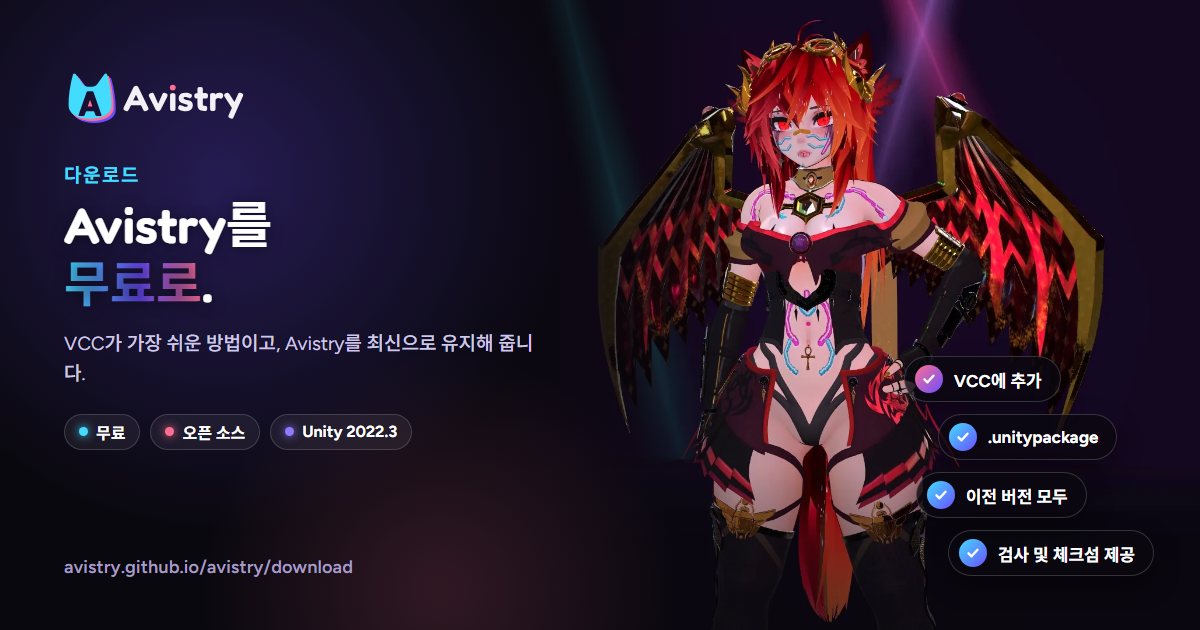 Avistry
다운로드
Avistry를
무료로.
VCC가 가장 쉬운 방법이고, Avistry를 최신으로 유지해 줍니
다.
무료
오픈 소스
Unity 2022.3
VCC에 추가
.unitypackage
이전 버전 모두
검사 및 체크섬 제공
avistry.github.io/avistry/download